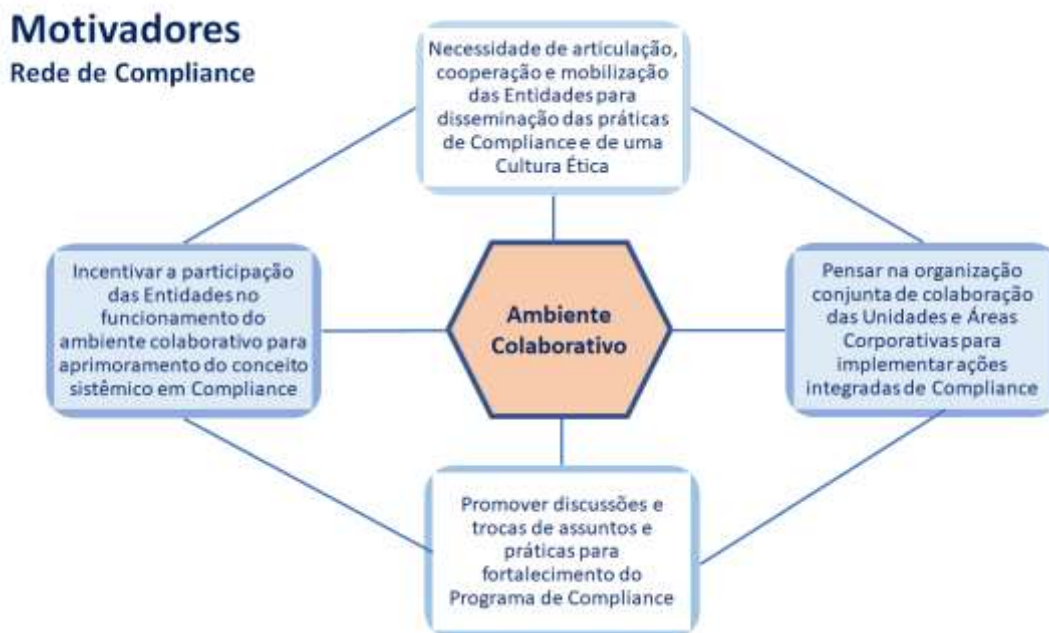 Motivadores
Rede de Compliance
Necessidade de articulação,
cooperação e mobilização
das Entidades para
disseminação das práticas
de Compliance e de uma
Cultura Ética
Incentivar a participação
das Entidades no
funcionamento do
ambiente colaborativo para
aprimoramento do conceito
sistêmico em Compliance
Ambiente
Colaborativo
Pensar na organização
conjunta de colaboração
das Unidades e Áreas
Corporativas para
implementar ações
integradas de Compliance
Promover discussões e
trocas de assuntos e
práticas para
fortalecimento do
Programa de Compliance